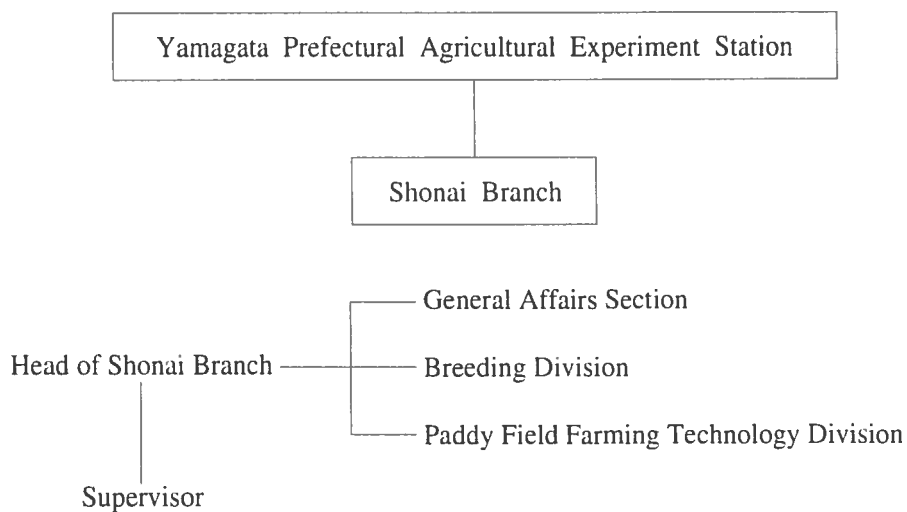 Yamagata Prefectural Agricultural Experiment Station
Shonai Branch
General Affairs Section
Head of Shonai Branch
Breeding Division
Paddy Field Farming Technology Division
Supervisor